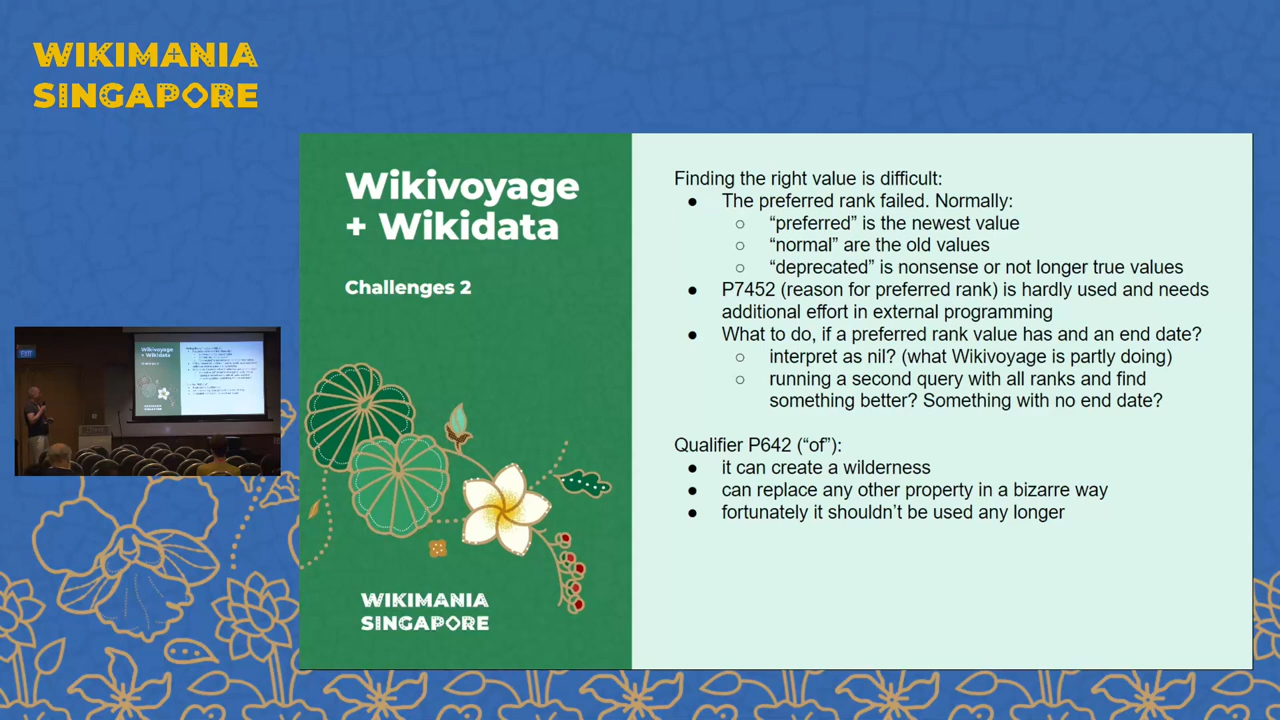 WIKIMANIA
SINGAPORE
Wikivoyage
+ Wikidata
Challenges 2
WIKIMANIA
SINGAPORE
Finding the right value is difficult:
● The preferred rank failed. Normally:
○ “preferred” is the newest value
○ “normal” are the old values
○ “deprecated” is nonsense or not longer true values
● P7452 (reason for preferred rank) is hardly used and needs
additional effort in external programming
● What to do, if a preferred rank value has and an end date?
○ interpret as nil? (what Wikivoyage is partly doing)
○ running a second query with all ranks and find
something better? Something with no end date?
Qualifier P642 (“of”):
● it can create a wilderness
● can replace any other property in a bizarre way
● fortunately it shouldn’t be used any longer
EXIT
Wikivoyage
+ Wikidata
WIKIMANIA
SINGAPORE